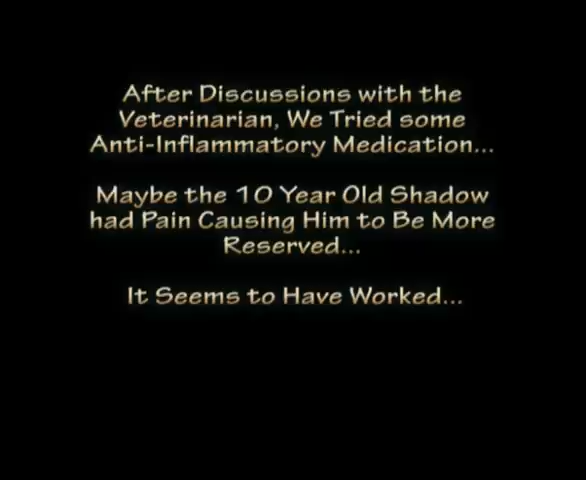 After Discussions with the
Veterinarian, We Tried some
Anti-Inflammatory Medication...
Maybe the 10 Year Old Shadow
had Pain Causing Him to Be More
Reserved...
It Seems to Have Worked...